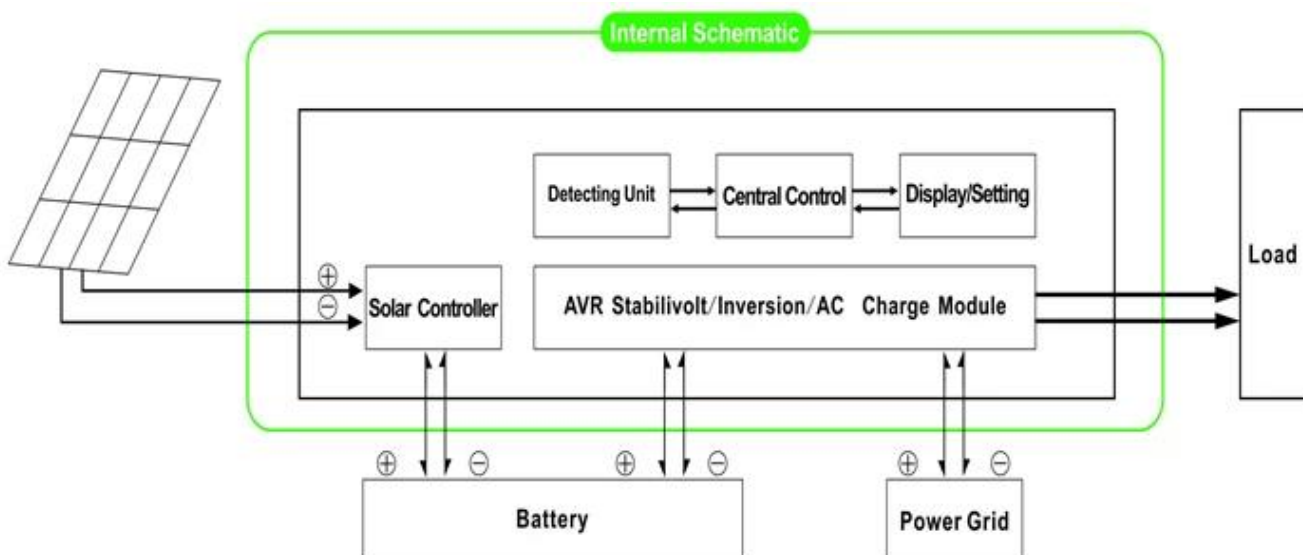 Internal Schematic
Detecting Unit
Central Control
Display/Setting
⊕
⊖
Solar Controller
AVR Stabilivolt/Inversion/AC Charge Module
Load
⊕ ⊖ ⊕ ⊖ ⊕ ⊖
Battery
Power Grid